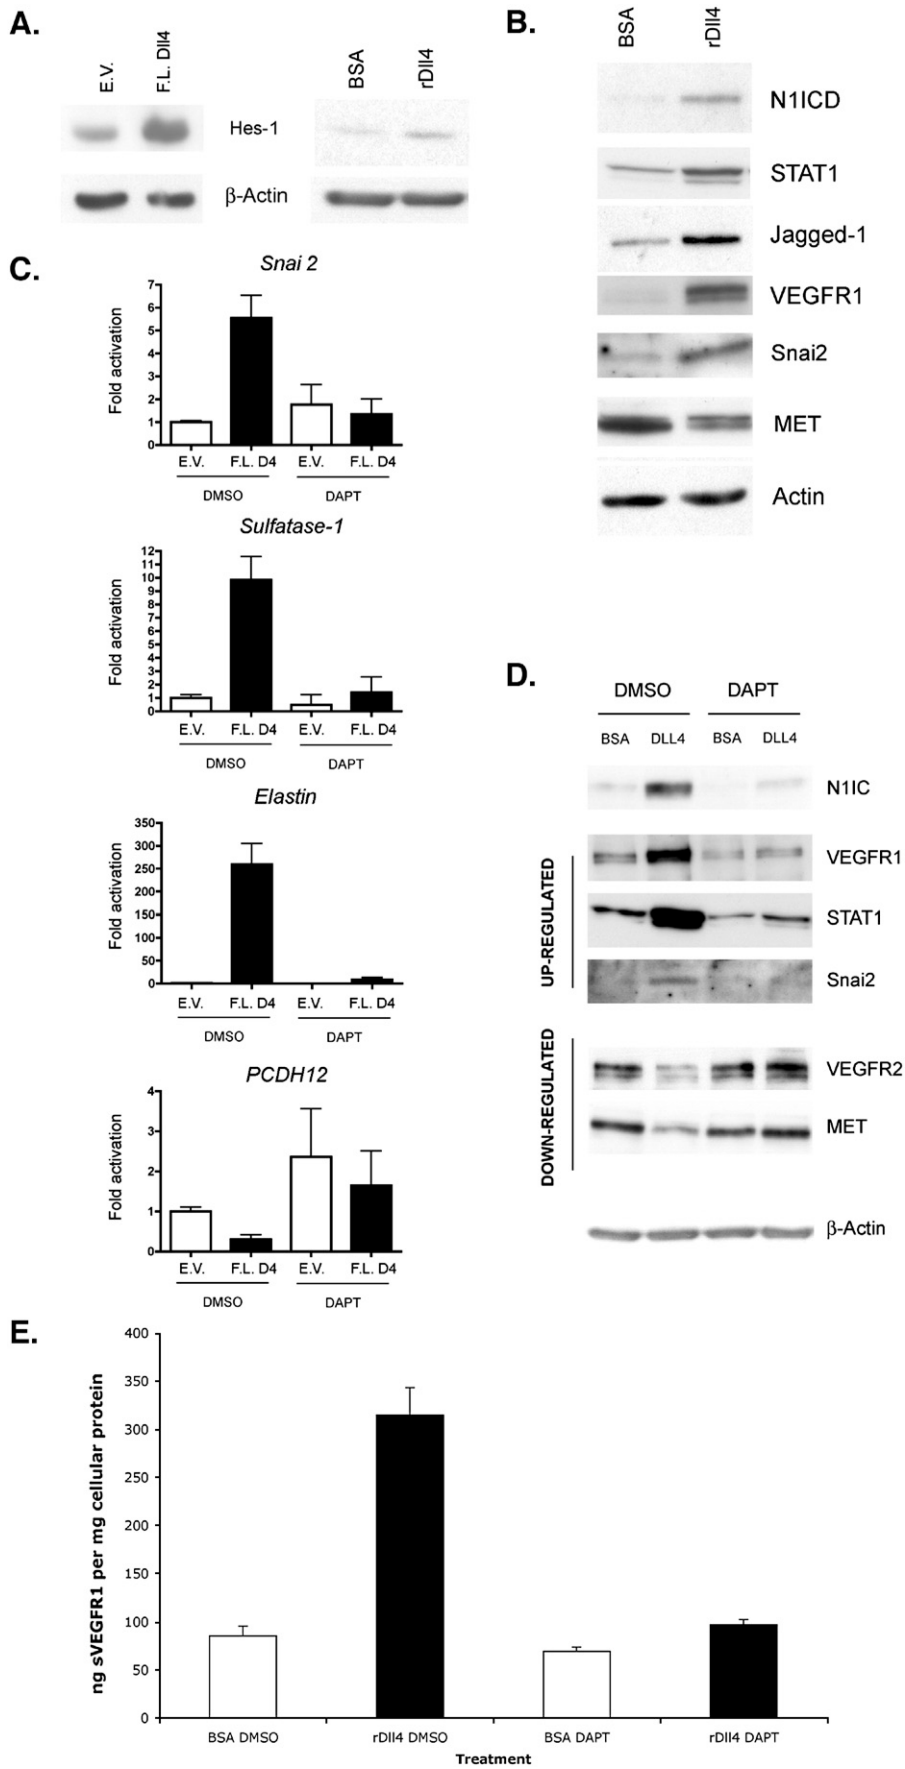 A.
E.V.
F.L. Dll4
BSA
rDll4
Hes-1
β-Actin
B.
BSA
rDll4
N1ICD
STAT1
Jagged-1
VEGFR1
Snai2
MET
Actin
C.
Snai 2
Fold activation
7
6
5
4
3
2
1
0
E.V. F.L. D4 E.V. F.L. D4
DMSO DAPT
Sulfatase-1
Fold activation
12
11
10
9
8
7
6
5
4
3
2
1
0
E.V. F.L. D4 E.V. F.L. D4
DMSO DAPT
Elastin
Fold activation
350
300
250
200
150
100
50
0
E.V. F.L. D4 E.V. F.L. D4
DMSO DAPT
PCDH12
Fold activation
4
3
2
1
0
E.V. F.L. D4 E.V. F.L. D4
DMSO DAPT
D.
DMSO DAPT
BSA DLL4 BSA DLL4
N1IC
UP-REGULATED
VEGFR1
STAT1
Snai2
DOWN-REGULATED
VEGFR2
MET
β-Actin
E.
ng sVEGFR1 per mg cellular protein
400
350
300
250
200
150
100
50
0
BSA DMSO rDll4 DMSO BSA DAPT rDll4 DAPT
Treatment